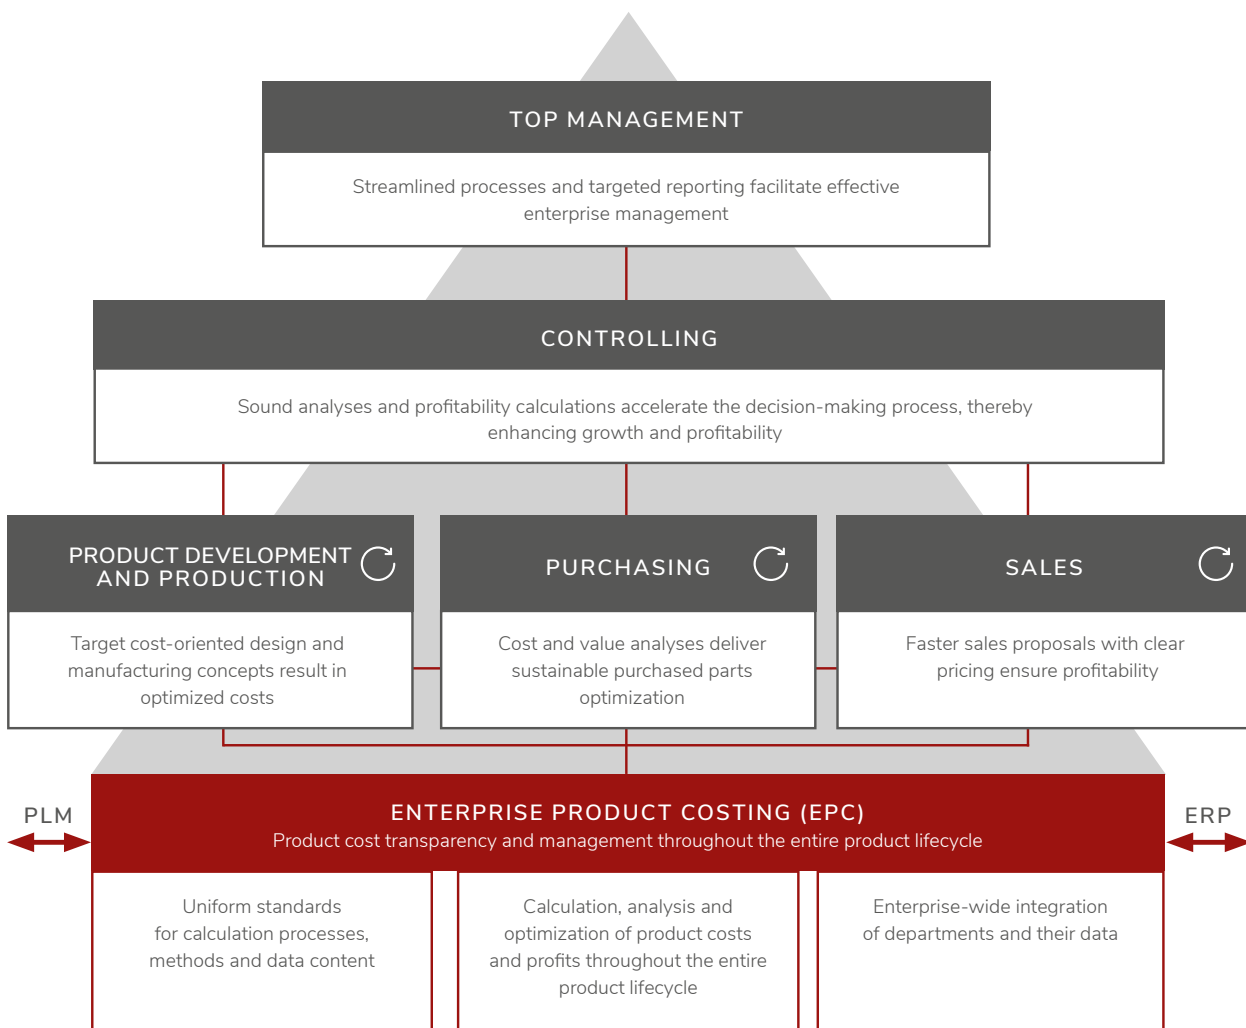 TOP MANAGEMENT
Streamlined processes and targeted reporting facilitate effective
enterprise management
CONTROLLING
Sound analyses and profitability calculations accelerate the decision-making process, thereby
enhancing growth and profitability
PRODUCT DEVELOPMENT
AND PRODUCTION
Target cost-oriented design and
manufacturing concepts result in
optimized costs
PURCHASING
Cost and value analyses deliver
sustainable purchased parts
optimization
SALES
Faster sales proposals with clear
pricing ensure profitability
PLM
ENTERPRISE PRODUCT COSTING (EPC)
Product cost transparency and management throughout the entire product lifecycle
ERP
Uniform standards
for calculation processes,
methods and data content
Calculation, analysis and
optimization of product costs
and profits throughout the entire
product lifecycle
Enterprise-wide integration
of departments and their data